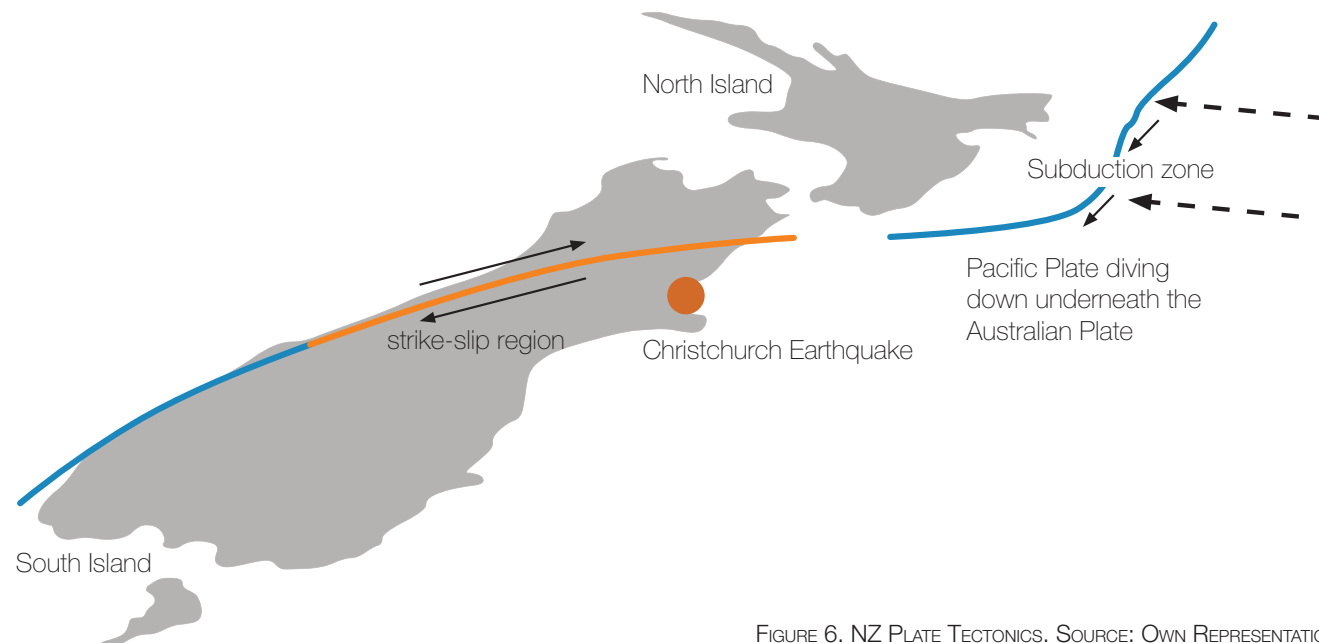 North Island
Subduction zone
Pacific Plate diving
down underneath the
Australian Plate
strike-slip region
Christchurch Earthquake
South Island
Figure 6. NZ Plate Tectonics. Source: Own Representatio